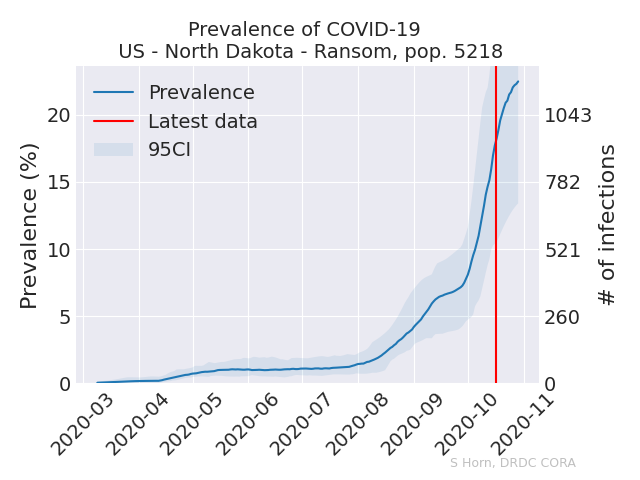 Prevalence of COVID-19
US - North Dakota - Ransom, pop. 5218
Prevalence
Latest data
95CI
Prevalence (%)
20
15
10
5
0
1043
782
521
260
0
# of infections
2020-03
2020-04
2020-05
2020-06
2020-07
2020-08
2020-09
2020-10
2020-11
S Horn, DRDC CORA